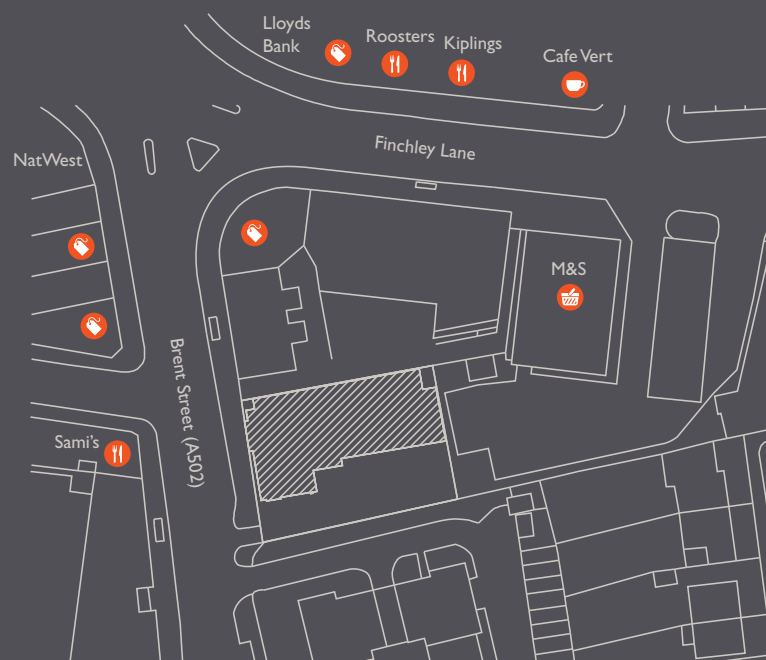 Lloyds
Bank
Roosters
Kiplings
Cafe Vert
Finchley Lane
NatWest
M&S
Brent Street (A502)
Sami’s